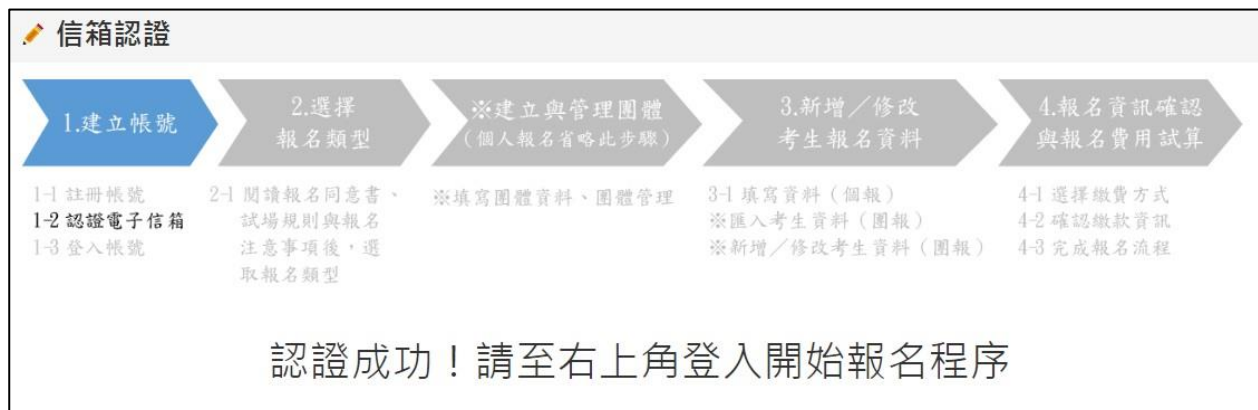 信箱認證
1.建立帳號
2.選擇
報名類型
※建立與管理團體
(個人報名省略此步驟)
3.新增／修改
考生報名資料
4.報名資訊確認
與報名費用試算
1-1 註冊帳號
1-2 認證電子信箱
1-3 登入帳號
2-1 閱讀報名同意書、
試場規則與報名
注意事項後，選
取報名類型
※填寫團體資料、團體管理
3-1 填寫資料（個報）
※匯入考生資料（團報）
※新增／修改考生資料（團報）
4-1 選擇繳費方式
4-2 確認繳款資訊
4-3 完成報名流程
認證成功！請至右上角登入開始報名程序